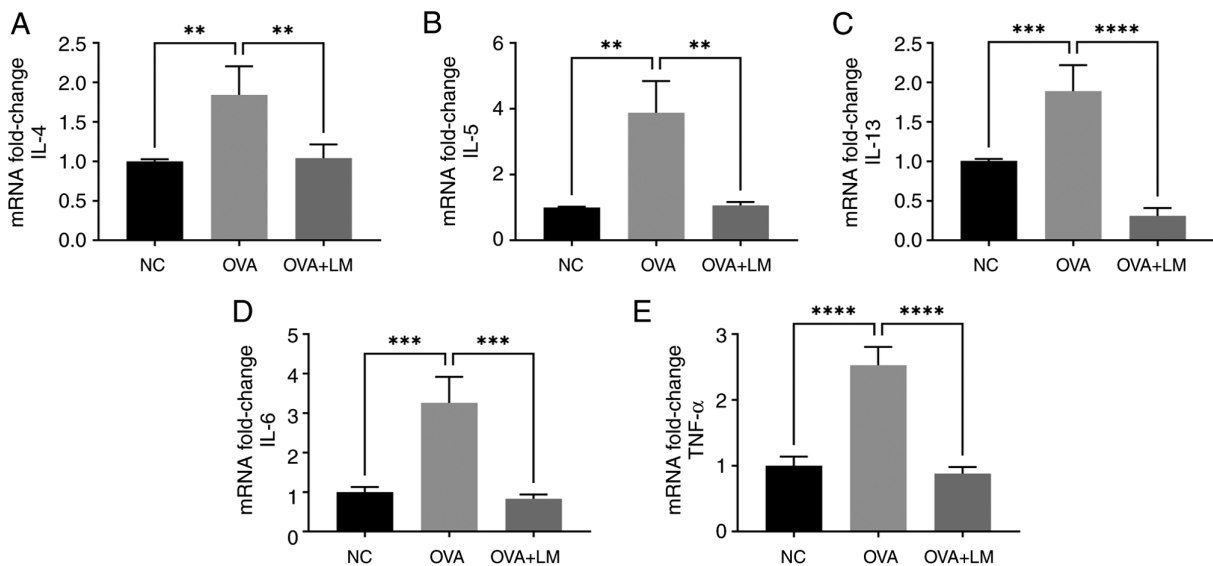 A
** **
mRNA fold-change
IL-4
2.5
2.0
1.5
1.0
0.5
0.0
NC OVA OVA+LM
B
** **
mRNA fold-change
IL-5
6
4
2
0
NC OVA OVA+LM
C
*** ****
mRNA fold-change
IL-13
2.5
2.0
1.5
1.0
0.5
0.0
NC OVA OVA+LM
D
*** ***
mRNA fold-change
IL-6
5
4
3
2
1
0
NC OVA OVA+LM
E
**** ****
mRNA fold-change
TNF-α
3
2
1
0
NC OVA OVA+LM